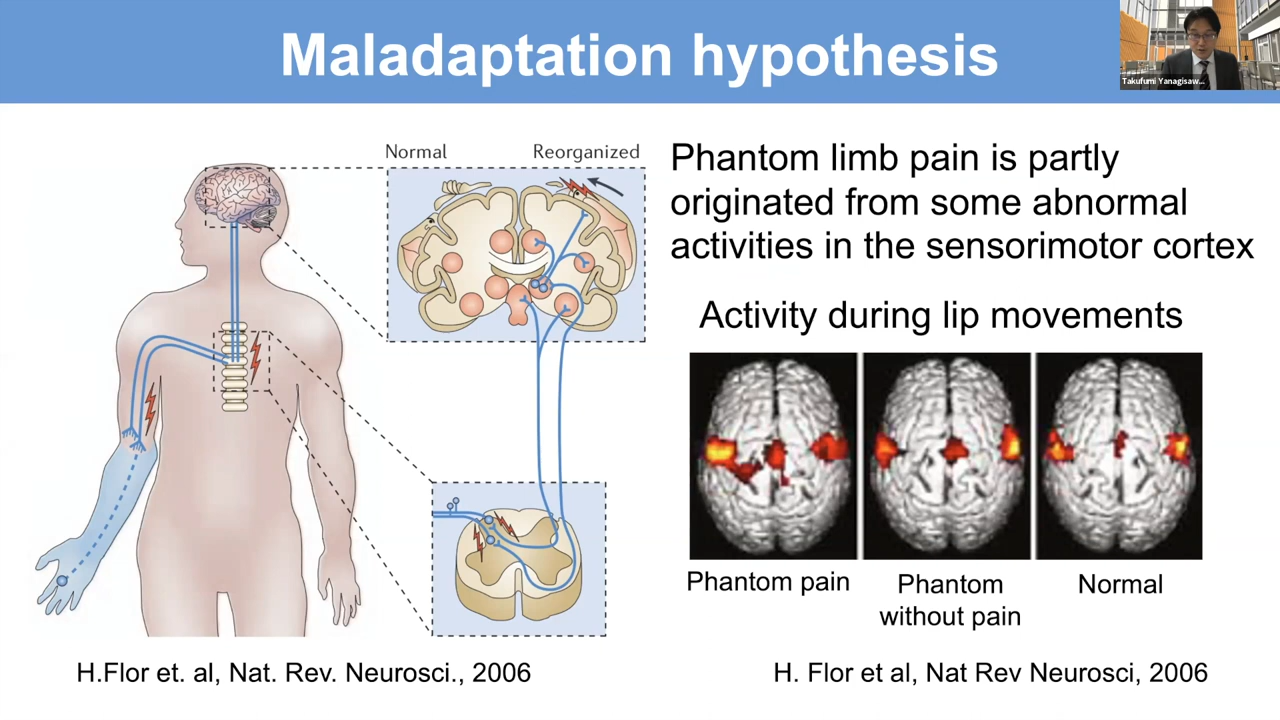 Maladaptation hypothesis
Takufumi Yanagisaw...
Normal
Reorganized
Phantom limb pain is partly
originated from some abnormal
activities in the sensorimotor cortex
Activity during lip movements
Phantom pain
Phantom
without pain
Normal
H.Flor et. al, Nat. Rev. Neurosci., 2006
H. Flor et al, Nat Rev Neurosci, 2006